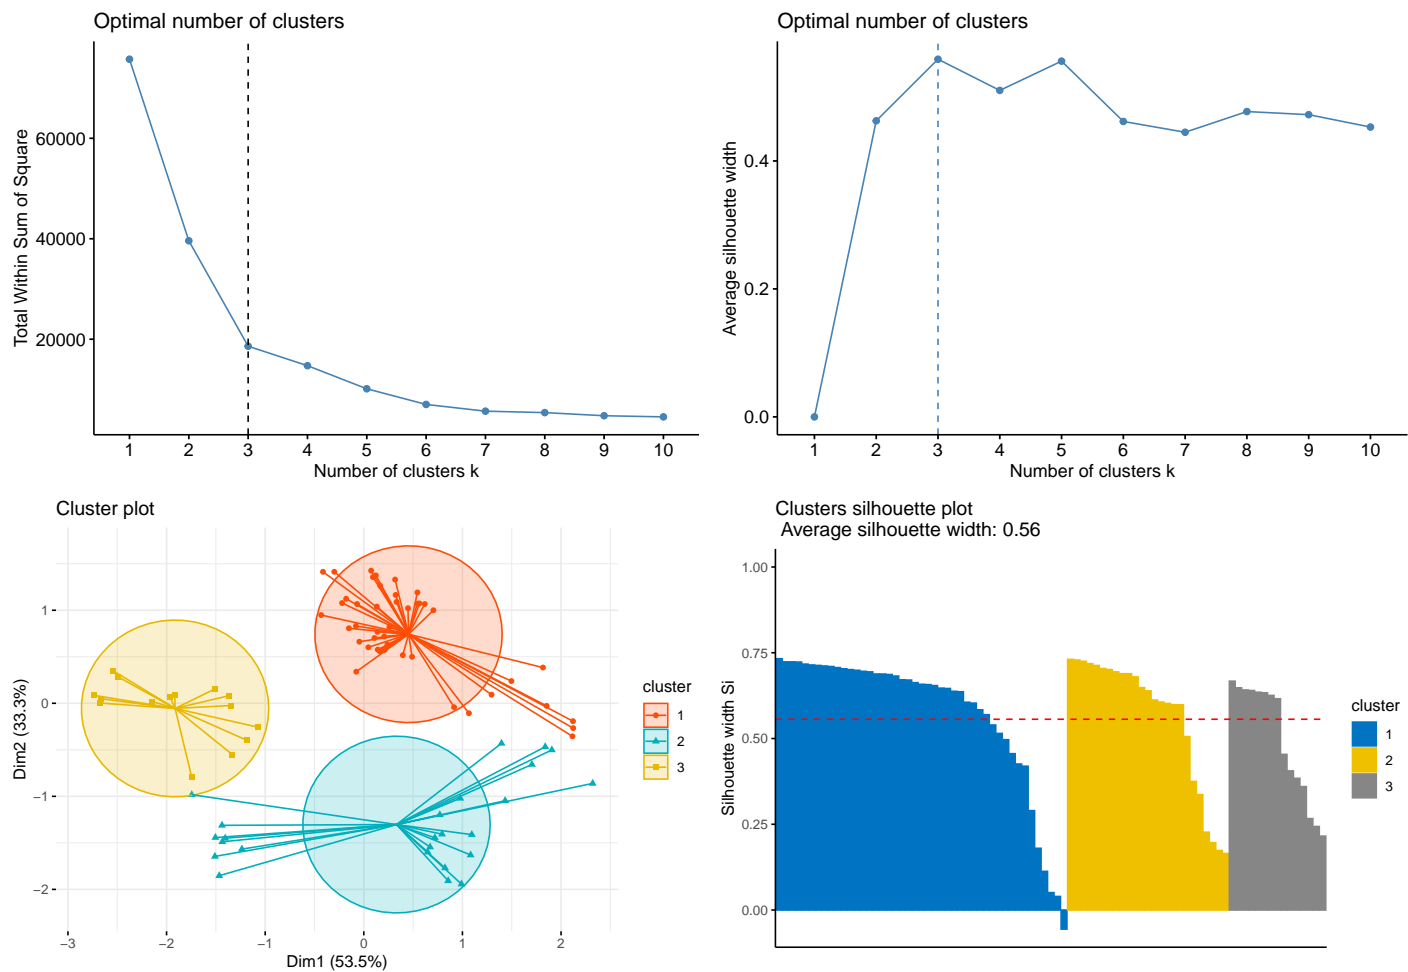 Optimal number of clusters
Total Within Sum of Square
60000
40000
20000
1 2 3 4 5 6 7 8 9 10
Number of clusters k
Optimal number of clusters
Average silhouette width
0.4
0.2
0.0
1 2 3 4 5 6 7 8 9 10
Number of clusters k
Cluster plot
Dim2 (33.3%)
1
0
−1
−2
−3 −2 −1 0 1 2
Dim1 (53.5%)
cluster
1
2
3
Clusters silhouette plot
Average silhouette width: 0.56
Silhouette width Si
1.00
0.75
0.50
0.25
0.00
cluster
1
2
3